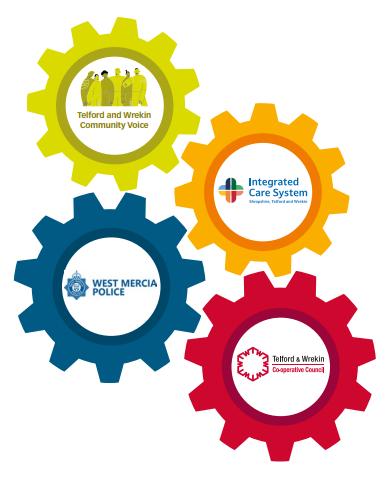 Telford and Wrekin
Community Voice
Integrated
Care System
Shropshire, Telford and Wrekin
WEST MERCIA
POLICE
Telford & Wrekin
Co-operative Council